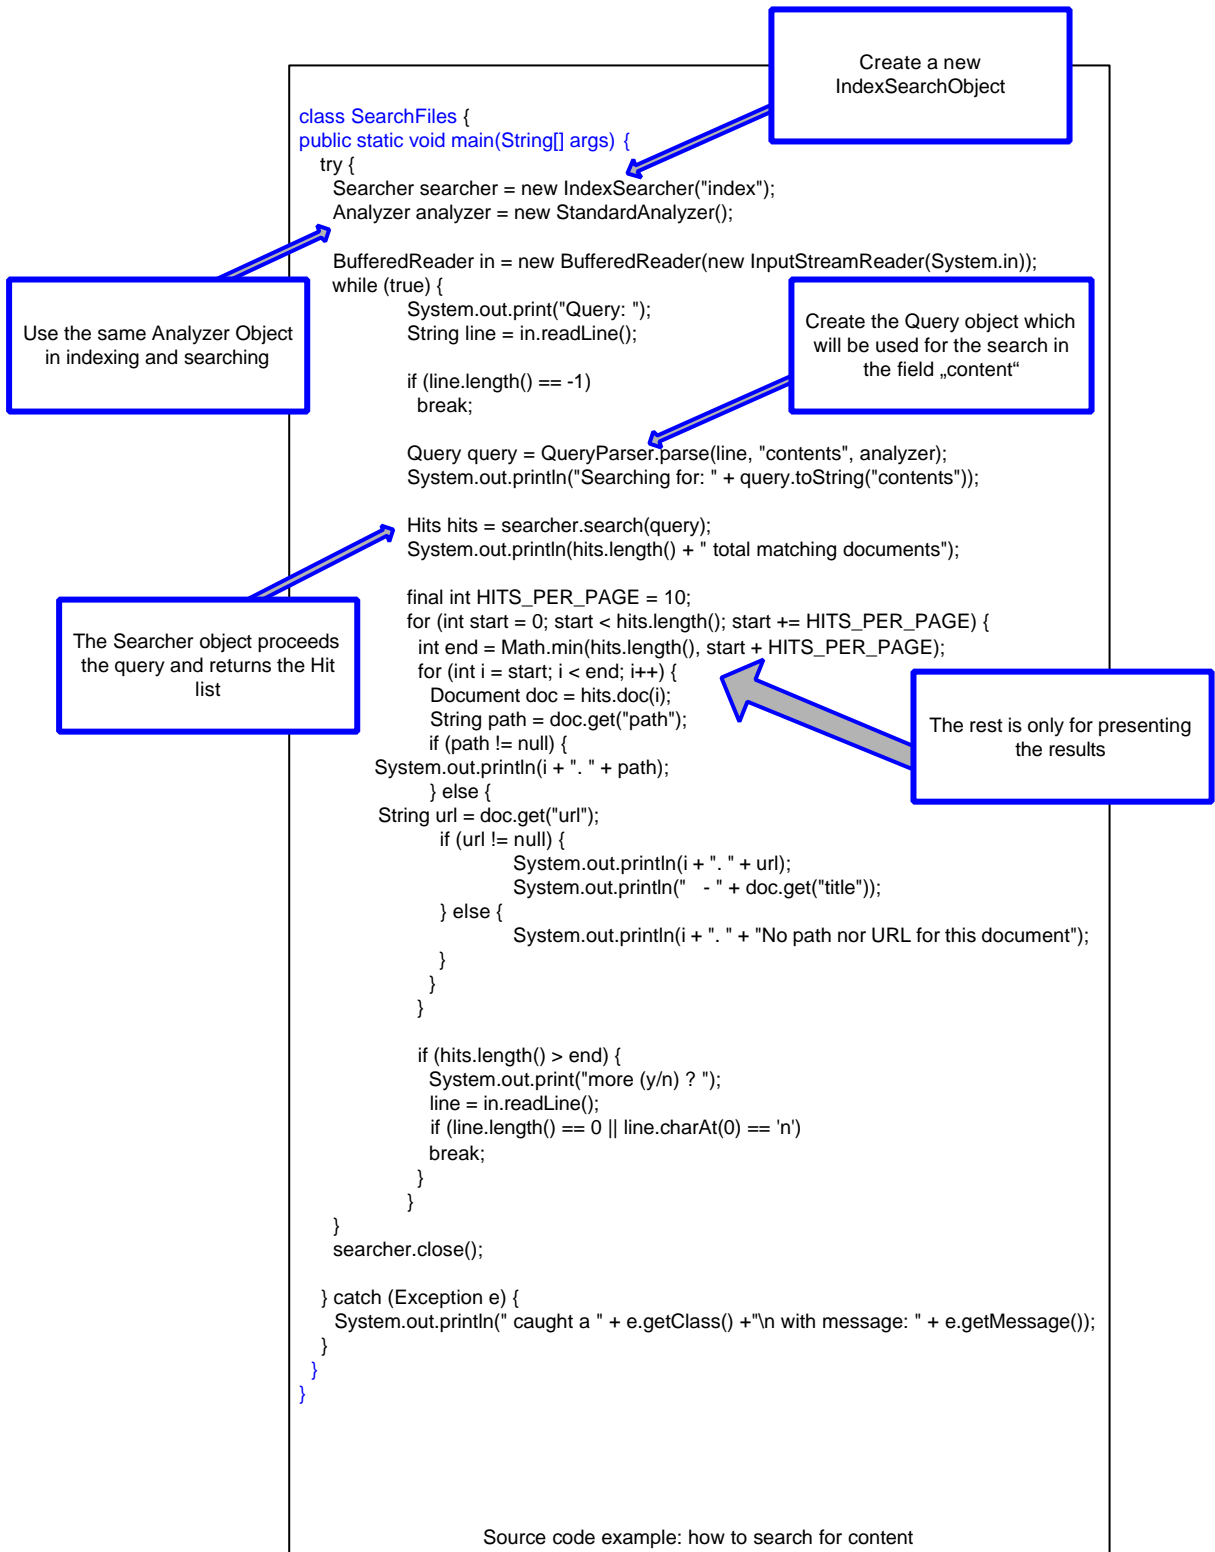 Create a new
IndexSearchObject
class SearchFiles {
public static void main(String[] args) {
try {
Searcher searcher = new IndexSearcher("index");
Analyzer analyzer = new StandardAnalyzer();
BufferedReader in = new BufferedReader(new InputStreamReader(System.in));
while (true) {
System.out.print("Query: ");
String line = in.readLine();
Use the same Analyzer Object
in indexing and searching
Create the Query object which
will be used for the search in
the field „content“
if (line.length() == -1)
break;
Query query = QueryParser.parse(line, "contents", analyzer);
System.out.println("Searching for: " + query.toString("contents"));
Hits hits = searcher.search(query);
System.out.println(hits.length() + " total matching documents");
The Searcher object proceeds
the query and returns the Hit
list
final int HITS_PER_PAGE = 10;
for (int start = 0; start < hits.length(); start += HITS_PER_PAGE) {
int end = Math.min(hits.length(), start + HITS_PER_PAGE);
for (int i = start; i < end; i++) {
Document doc = hits.doc(i);
String path = doc.get("path");
if (path != null) {
The rest is only for presenting
the results
System.out.println(i + ". " + path);
} else {
String url = doc.get("url");
if (url != null) {
System.out.println(i + ". " + url);
System.out.println("   - " + doc.get("title"));
} else {
System.out.println(i + ". " + "No path nor URL for this document");
}
}
}
if (hits.length() > end) {
System.out.print("more (y/n) ? ");
line = in.readLine();
if (line.length() == 0 || line.charAt(0) == 'n')
break;
}
}
}
searcher.close();
} catch (Exception e) {
System.out.println(" caught a " + e.getClass() +"\n with message: " + e.getMessage());
}
}
}
Source code example: how to search for content